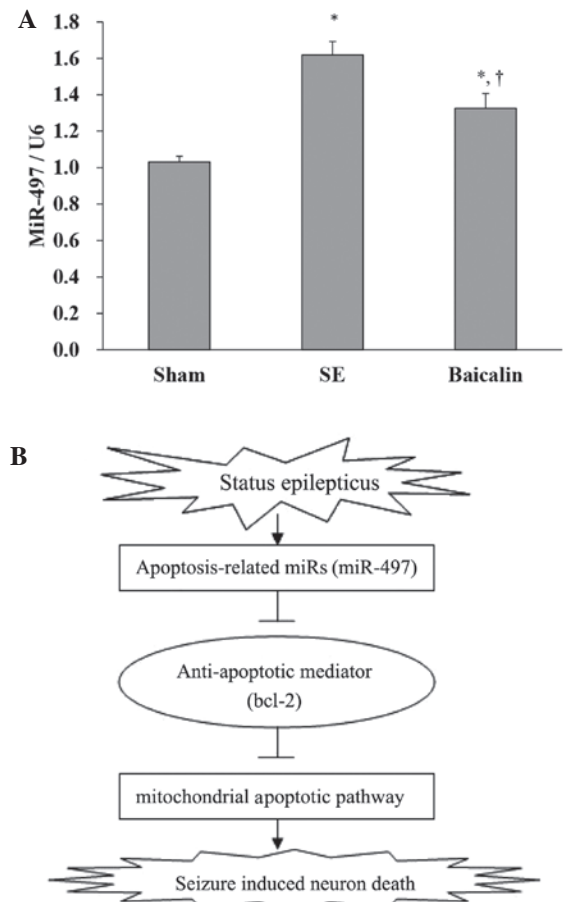 A
MiR-497 / U6
1.8
1.6
1.4
1.2
1.0
0.8
0.6
0.4
0.2
0.0
*
*, †
Sham SE Baicalin
B
Status epilepticus
Apoptosis-related miRs (miR-497)
Anti-apoptotic mediator
(bcl-2)
mitochondrial apoptotic pathway
Seizure induced neuron death